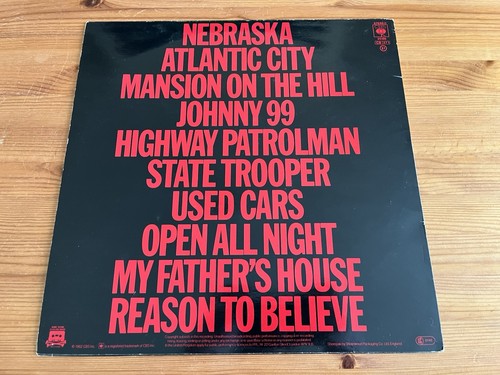 NEBRASKA
ATLANTIC CITY
MANSION ON THE HILL
JOHNNY 99
HIGHWAY PATROLMAN
STATE TROOPER
USED CARS
OPEN ALL NIGHT
MY FATHER'S HOUSE
REASON TO BELIEVE